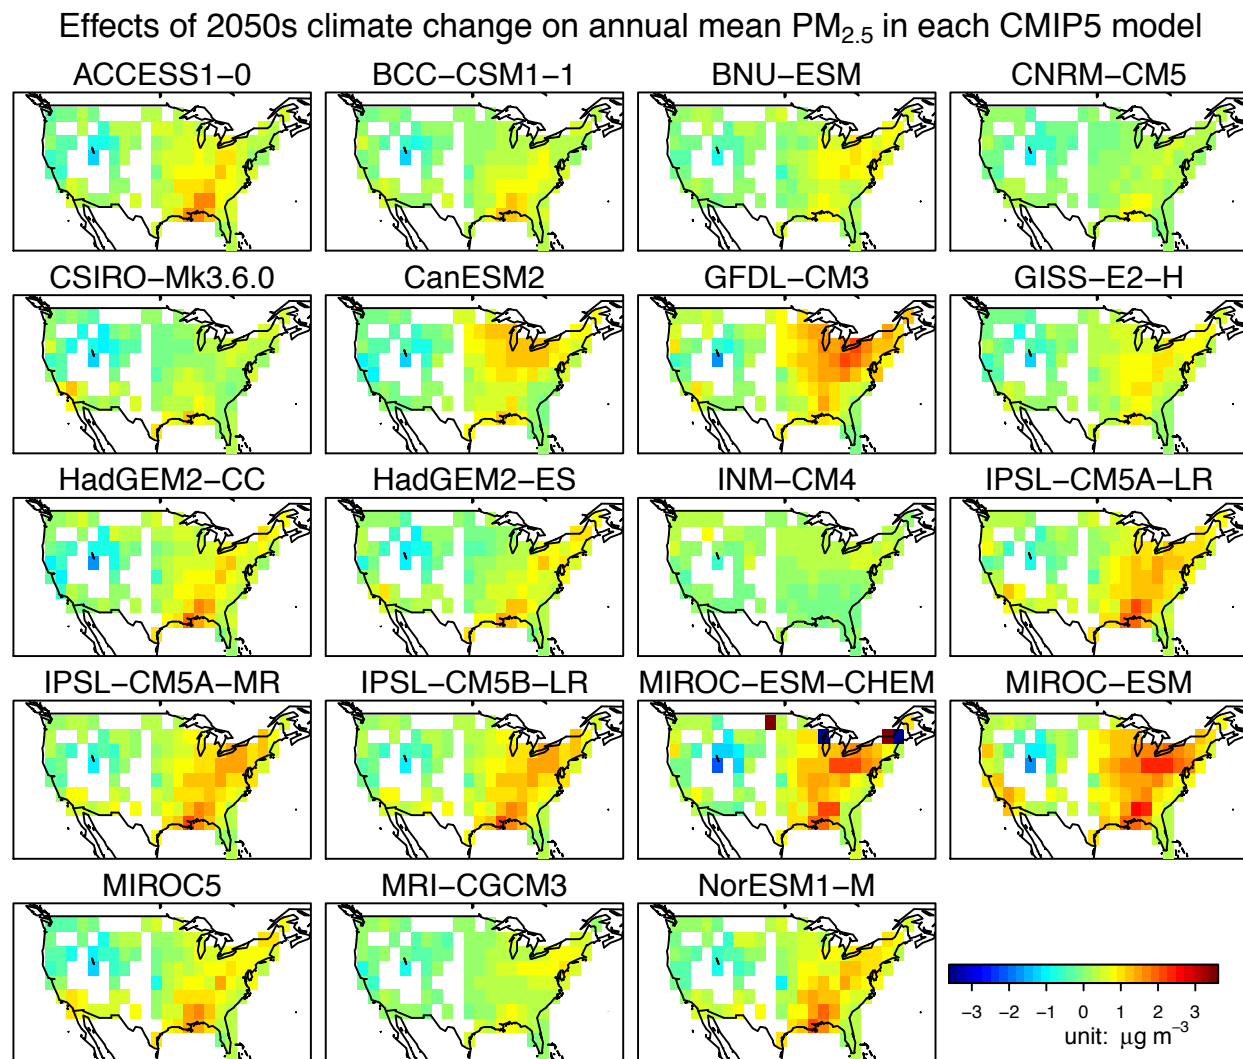 Effects of 2050s climate change on annual mean PM2.5 in each CMIP5 model
ACCESS1−0 BCC−CSM1−1 BNU−ESM CNRM−CM5
CSIRO−Mk3.6.0 CanESM2 GFDL−CM3 GISS−E2−H
HadGEM2−CC HadGEM2−ES INM−CM4 IPSL−CM5A−LR
IPSL−CM5A−MR IPSL−CM5B−LR MIROC−ESM−CHEM MIROC−ESM
MIROC5 MRI−CGCM3 NorESM1−M
−3 −2 −1 0 1 2 3
unit: μg m−3